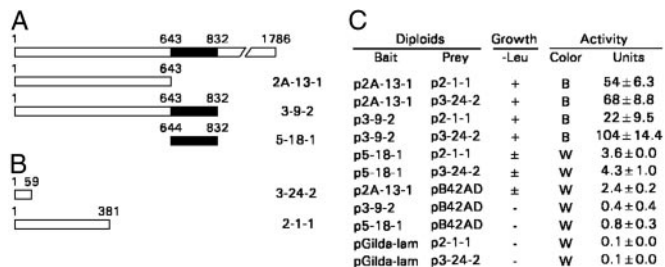 A
1 643 832 1786
643
2A-13-1
1 643 832
3-9-2
644 832
5-18-1
B
1 59
3-24-2
1 381
2-1-1
C
Diploids Growth Activity
Bait Prey -Leu Color Units
p2A-13-1 p2-1-1 + B 54±6.3
p2A-13-1 p3-24-2 + B 68±8.8
p3-9-2 p2-1-1 + B 22±9.5
p3-9-2 p3-24-2 + B 104±14.4
p5-18-1 p2-1-1 ± W 3.6±0.0
p5-18-1 p3-24-2 ± W 4.3±1.0
p2A-13-1 pB42AD ± W 2.4±0.2
p3-9-2 pB42AD - W 0.4±0.4
p5-18-1 pB42AD - W 0.8±0.3
pGilda-lam p2-1-1 - W 0.1±0.0
pGilda-lam p3-24-2 - W 0.1±0.0